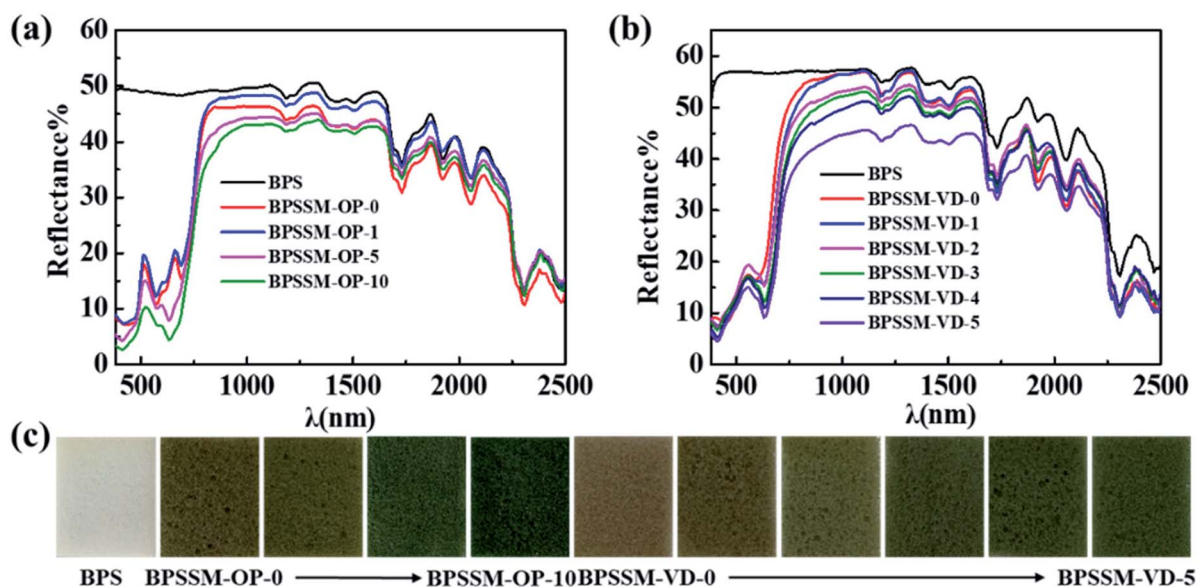 (a)
60
50
40
30
20
10
0
Reflectance%
BPS
BPSSM-OP-0
BPSSM-OP-1
BPSSM-OP-5
BPSSM-OP-10
500 1000 1500 2000 2500
λ(nm)
(b)
60
50
40
30
20
10
0
Reflectance%
BPS
BPSSM-VD-0
BPSSM-VD-1
BPSSM-VD-2
BPSSM-VD-3
BPSSM-VD-4
BPSSM-VD-5
500 1000 1500 2000 2500
λ(nm)
(c)
BPS BPSSM-OP-0 BPSSM-OP-10 BPSSM-VD-0 BPSSM-VD-5